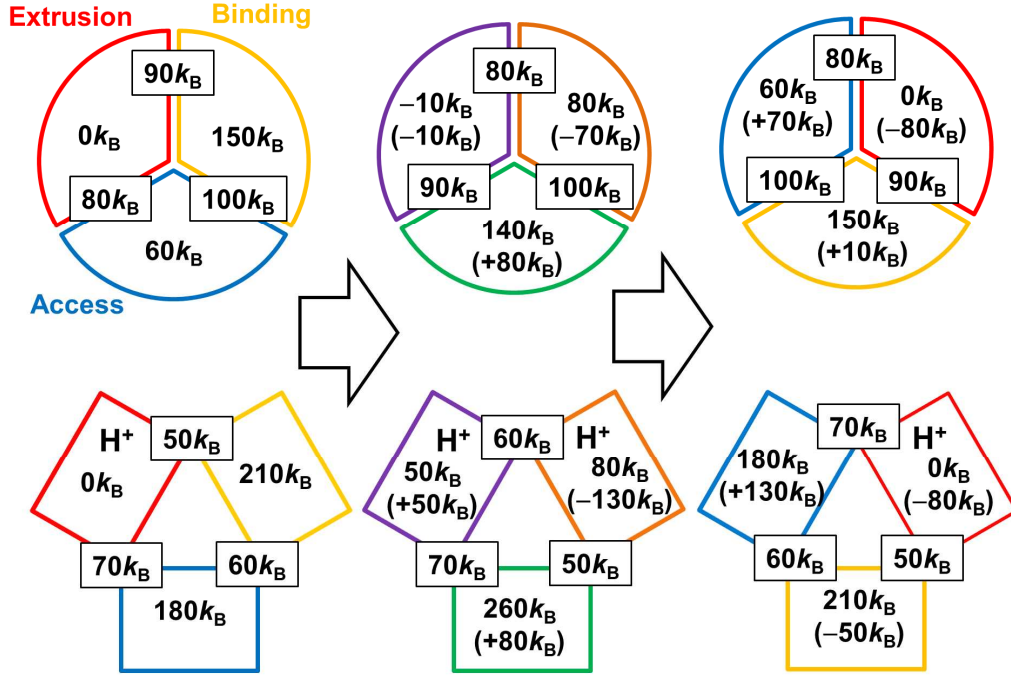 Extrusion
Binding
90kB
0kB
150kB
80kB
100kB
60kB
Access
80kB
−10kB
(−10kB)
80kB
(−70kB)
90kB
100kB
140kB
(+80kB)
80kB
60kB
(+70kB)
0kB
(−80kB)
100kB
90kB
150kB
(+10kB)
H+
50kB
0kB
210kB
70kB
60kB
180kB
H+
60kB
H+
50kB
(+50kB)
80kB
(−130kB)
70kB
50kB
260kB
(+80kB)
70kB
H+
180kB
(+130kB)
0kB
(−80kB)
60kB
50kB
210kB
(−50kB)